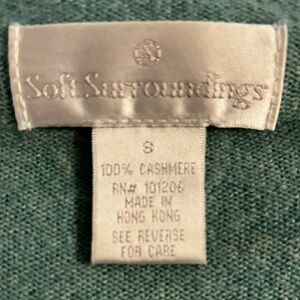 S
Soft Surroundings
S
100% CASHMERE
RN# 101206
MADE IN
HONG KONG
SEE REVERSE
FOR CARE